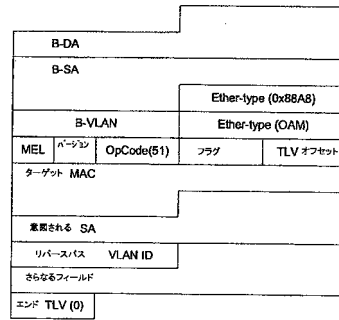 B-DA
B-SA
Ether-type (0x88A8)
B-VLAN Ether-type (OAM)
MEL バージョン OpCode(51) フラグ TLV オフセット
ターゲット MAC
意図される SA
リバースパス VLAN ID
さらなるフィールド
エンド TLV (0)